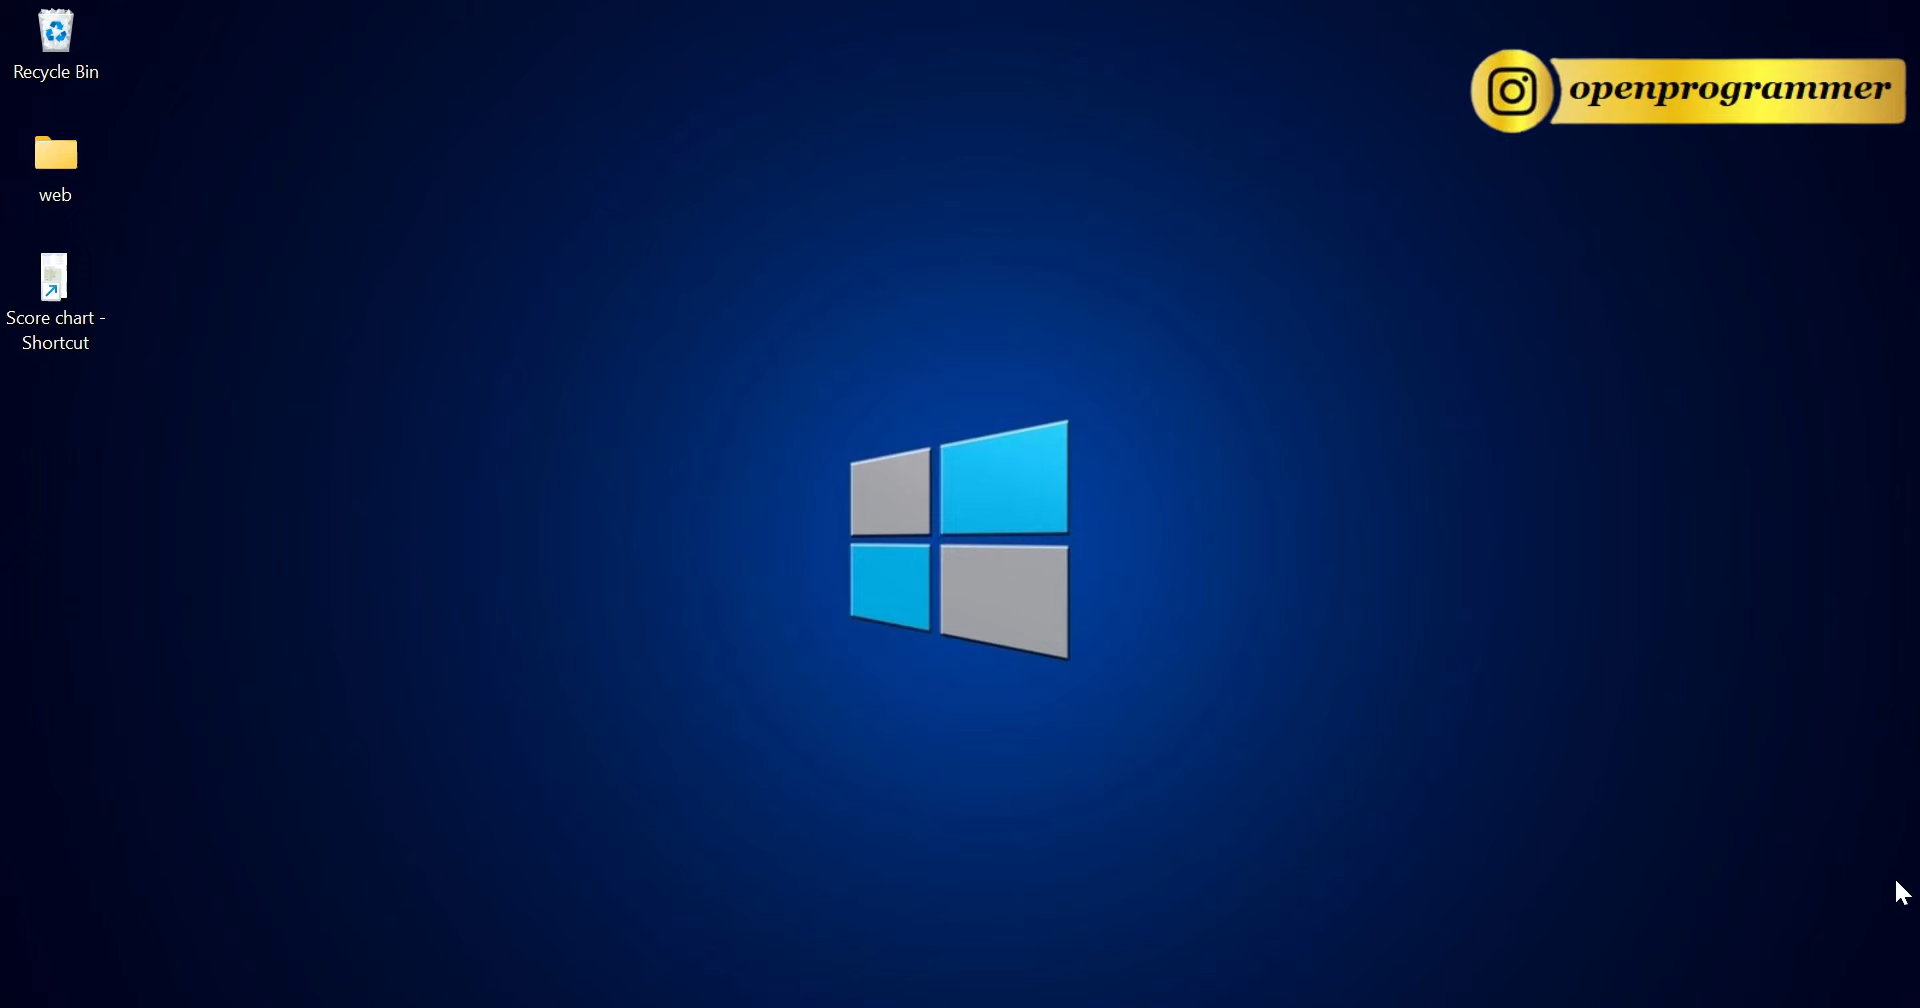 Recycle Bin
openprogrammer
web
Score chart -
Shortcut